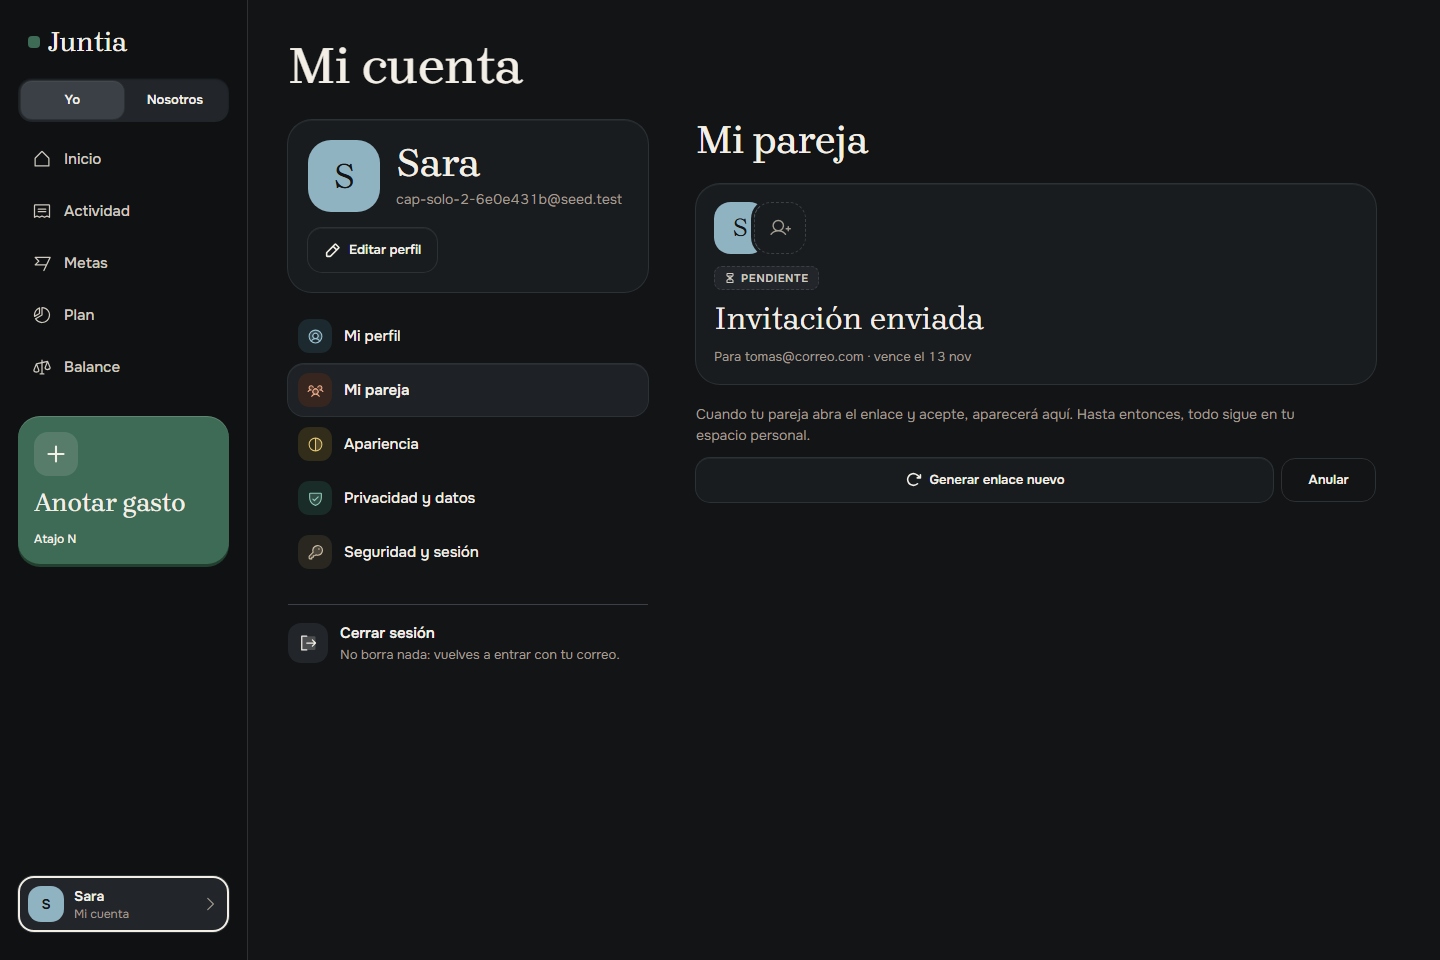 Juntia
Yo
Nosotros
Inicio
Actividad
Metas
Plan
Balance
Anotar gasto
Atajo N
S
Sara
Mi cuenta
Mi cuenta
S
Sara
cap-solo-2-6e0e431b@seed.test
Editar perfil
Mi perfil
Mi pareja
Apariencia
Privacidad y datos
Seguridad y sesión
Cerrar sesión
No borra nada: vuelves a entrar con tu correo.
Mi pareja
S
PENDIENTE
Invitación enviada
Para tomas@correo.com · vence el 13 nov
Cuando tu pareja abra el enlace y acepte, aparecerá aquí. Hasta entonces, todo sigue en tu
espacio personal.
Generar enlace nuevo
Anular